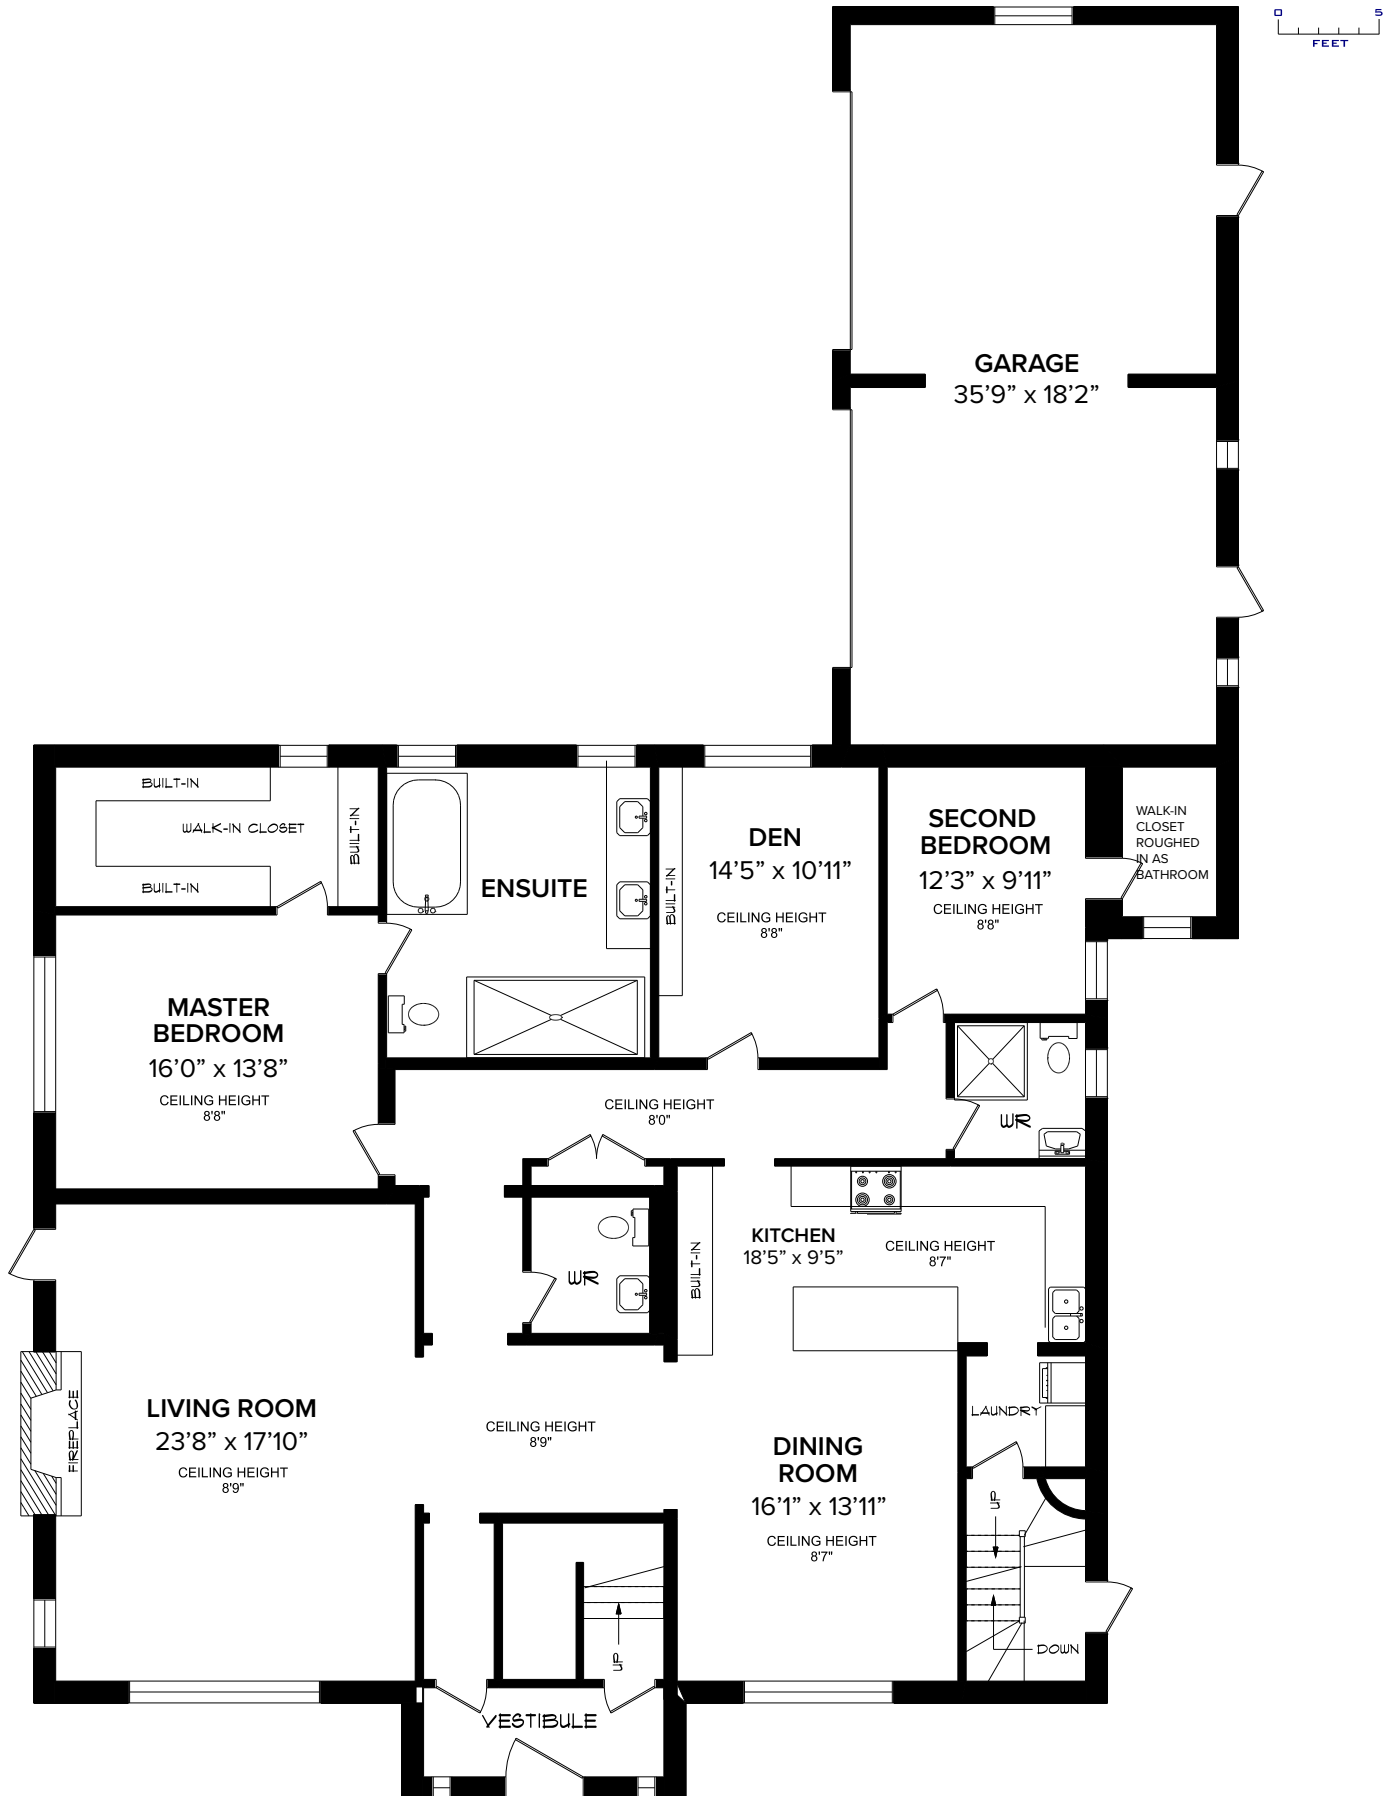 0 5
FEET
GARAGE
35’9” x 18’2”
BUILT-IN
WALK-IN CLOSET
BUILT-IN
BUILT-IN
ENSUITE
DEN
14’5” x 10’11”
CEILING HEIGHT
8'8"
BUILT-IN
SECOND
BEDROOM
12’3” x 9’11”
CEILING HEIGHT
8'8"
WALK-IN
CLOSET
ROUGHED
IN AS
BATHROOM
MASTER
BEDROOM
16’0” x 13’8”
CEILING HEIGHT
8'8"
CEILING HEIGHT
8'0"
WR
KITCHEN
18’5” x 9’5”
CEILING HEIGHT
8'7"
BUILT-IN
WR
LIVING ROOM
23’8” x 17’10”
CEILING HEIGHT
8'9"
FIREPLACE
CEILING HEIGHT
8'9"
LAUNDRY
DINING
ROOM
16’1” x 13’11”
CEILING HEIGHT
8'7"
UP
DOWN
UP
VESTIBULE